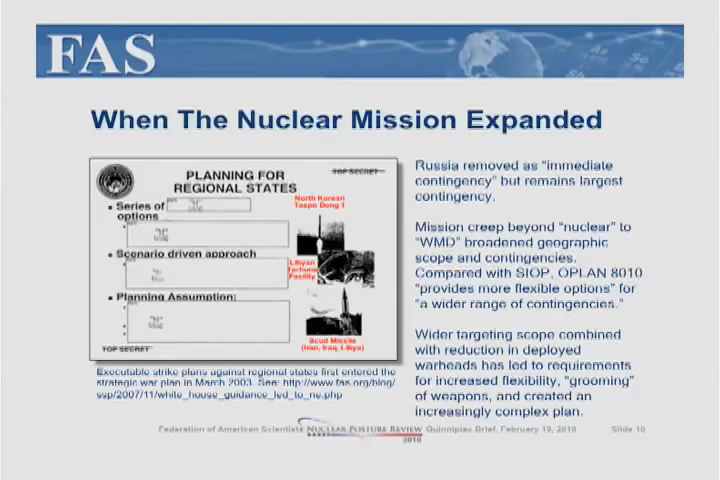 FAS
When The Nuclear Mission Expanded
PLANNING FOR
REGIONAL STATES
TOP SECRET
Series of
options
Scenario driven approach
Planning Assumption:
TOP SECRET
North Korean
Taepo Dong 1
Libyan
Tarhuna
Facility
Scud Missile
(Iran, Iraq, Libya)
Executable strike plans against regional states first entered the
strategic war plan in March 2003. See: http://www.fas.org/blog/
ssp/2007/11/white_house_guidance_led_to_ne.php
Russia removed as “immediate
contingency” but remains largest
contingency.
Mission creep beyond “nuclear” to
“WMD” broadened geographic
scope and contingencies.
Compared with SIOP, OPLAN 8010
“provides more flexible options” for
“a wider range of contingencies.”
Wider targeting scope combined
with reduction in deployed
warheads has led to requirements
for increased flexibility, “grooming”
of weapons, and created an
increasingly complex plan.
Federation of American Scientists NUCLEAR POSTURE REVIEW Quinnipiac Brief, February 19, 2010 Slide 10
2010